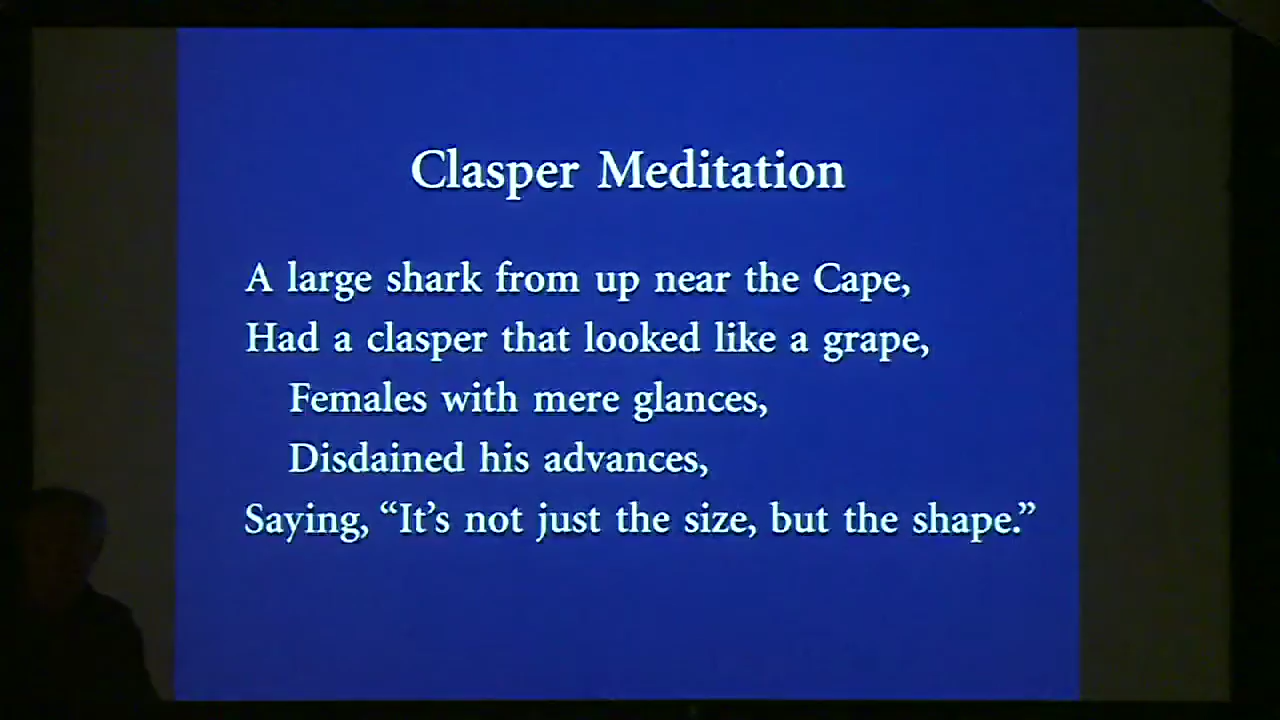 Clasper Meditation
A large shark from up near the Cape,
Had a clasper that looked like a grape,
Females with mere glances,
Disdained his advances,
Saying, “It’s not just the size, but the shape.”